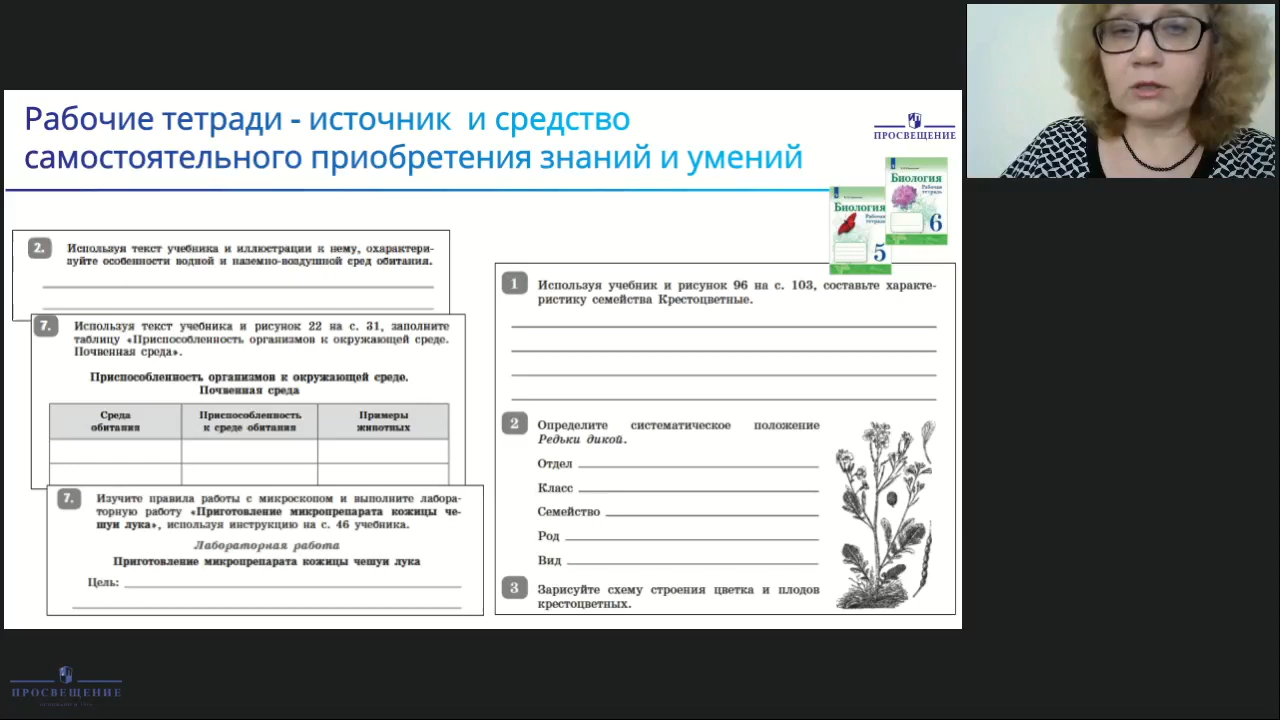 Рабочие тетради - источник и средство
самостоятельного приобретения знаний и умений
ПРОСВЕЩЕНИЕ
Биология
Рабочая
тетрадь
6
Биология
Рабочая
тетрадь
5
2.
Используя текст учебника и иллюстрации к нему, охарактери-
зуйте особенности водной и наземно-воздушной сред обитания.
7.
Используя текст учебника и рисунок 22 на с. 31, заполните
таблицу «Приспособленность организмов к окружающей среде.
Почвенная среда».
Приспособленность организмов к окружающей среде.
Почвенная среда
Среда
обитания
Приспособленность
к среде обитания
Примеры
животных
7.
Изучите правила работы с микроскопом и выполните лабора-
торную работу «Приготовление микропрепарата кожицы че-
шуи лука», используя инструкцию на с. 46 учебника.
Лабораторная работа
Приготовление микропрепарата кожицы чешуи лука
Цель:
1
Используя учебник и рисунок 96 на с. 103, составьте характе-
ристику семейства Крестоцветные.
2
Определите систематическое положение
Редьки дикой.
Отдел
Класс
Семейство
Род
Вид
3
Зарисуйте схему строения цветка и плодов
крестоцветных.
ПРОСВЕЩЕНИЕ